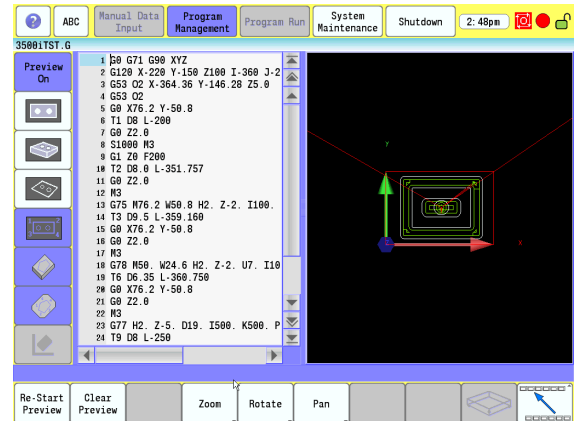 ?
ABC
Manual Data Input
Program Management
Program Run
System Maintenance
Shutdown
2:48pm
3500iTST.G
Preview On
1 G0 G71 G90 XYZ
2 G120 X-220 Y-150 Z100 I-360 J-2
3 G53 O2 X-364.36 Y-146.28 Z5.0
4 G53 O2
5 G0 X76.2 Y-50.8
6 T1 D8 L-200
7 G0 Z2.0
8 S1000 M3
9 G1 Z0 F200
10 T2 D8.0 L-351.757
11 G0 Z2.0
12 M3
13 G75 M76.2 W50.8 H2. Z-2. I100.
14 T3 D9.5 L-359.160
15 G0 X76.2 Y-50.8
16 G0 Z2.0
17 M3
18 G78 M50. W24.6 H2. Z-2. U7. I10
19 T6 D6.35 L-360.750
20 G0 X76.2 Y-50.8
21 G0 Z2.0
22 M3
23 G77 H2. Z-5. D19. I500. K500. P
24 T9 D8 L-250
Y
X
1 2
3 4
Re-Start Preview
Clear Preview
Zoom
Rotate
Pan